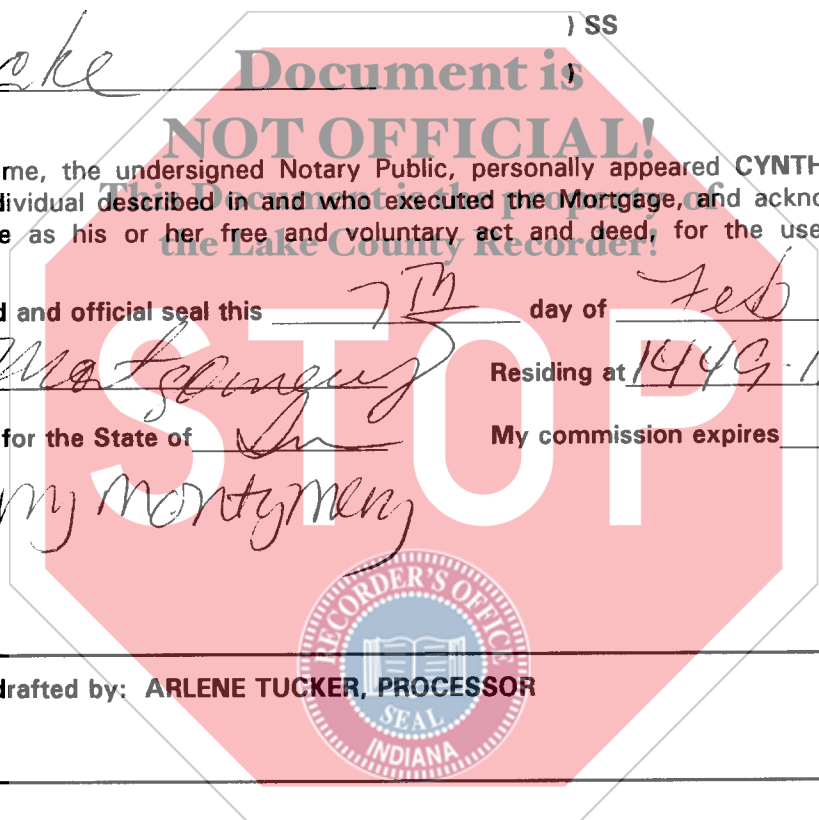 ) SS
)
Document is
NOT OFFICIAL!
me, the undersigned Notary Public, personally appeared CYNTH
This Document is the property of
dividual described in and who executed the Mortgage, and ackno
the Lake County Recorder!
e as his or her free and voluntary act and deed, for the use
d and official seal this 7th day of Feb
Montgomery Residing at 1449
for the State of In My commission expires
Montgomery
STOP
RECORDER'S OFFICE
SEAL
INDIANA
drafted by: ARLENE TUCKER, PROCESSOR